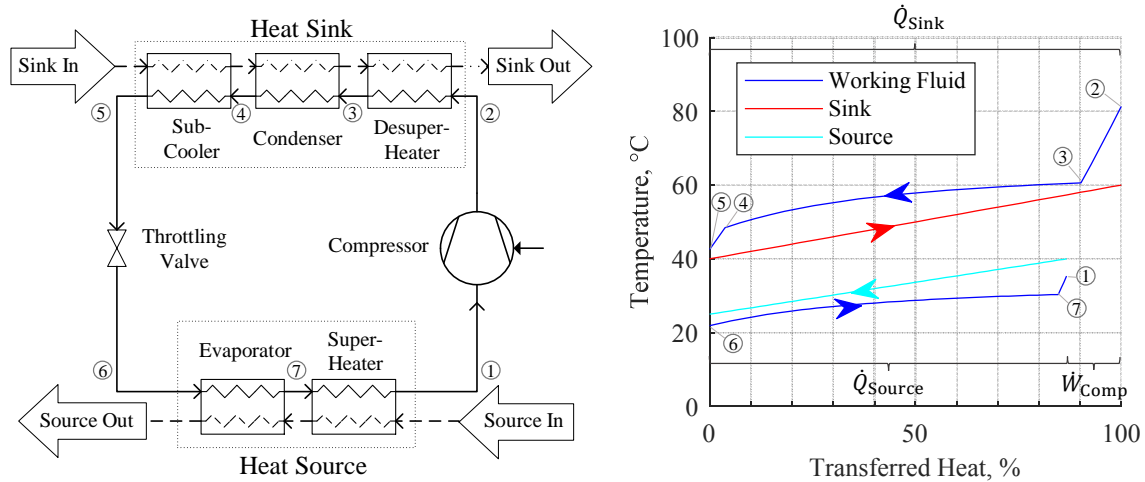 Heat Sink
Sink In
Sink Out
⑤
④
③
②
Sub-
Cooler
Condenser
Desuper-
Heater
Throttling
Valve
Compressor
⑥
Evaporator
⑦
Super-
Heater
①
Source Out
Source In
Heat Source
Q̇Sink
100
80
60
40
20
0
Temperature, °C
Working Fluid
Sink
Source
②
③
⑤
④
①
⑦
⑥
Q̇Source
ẆComp
0
50
100
Transferred Heat, %